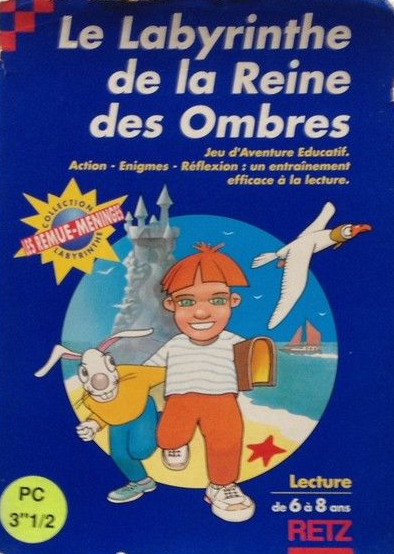 Le Labyrinthe
de la Reine
des Ombres
Jeu d'Aventure Educatif.
Action - Enigmes - Réflexion : un entraînement
efficace à la lecture.
COLLECTION
LES REMUE-MENINGES
LABYRINTHE
Lecture
de 6 à 8 ans
RETZ
PC
3"1/2